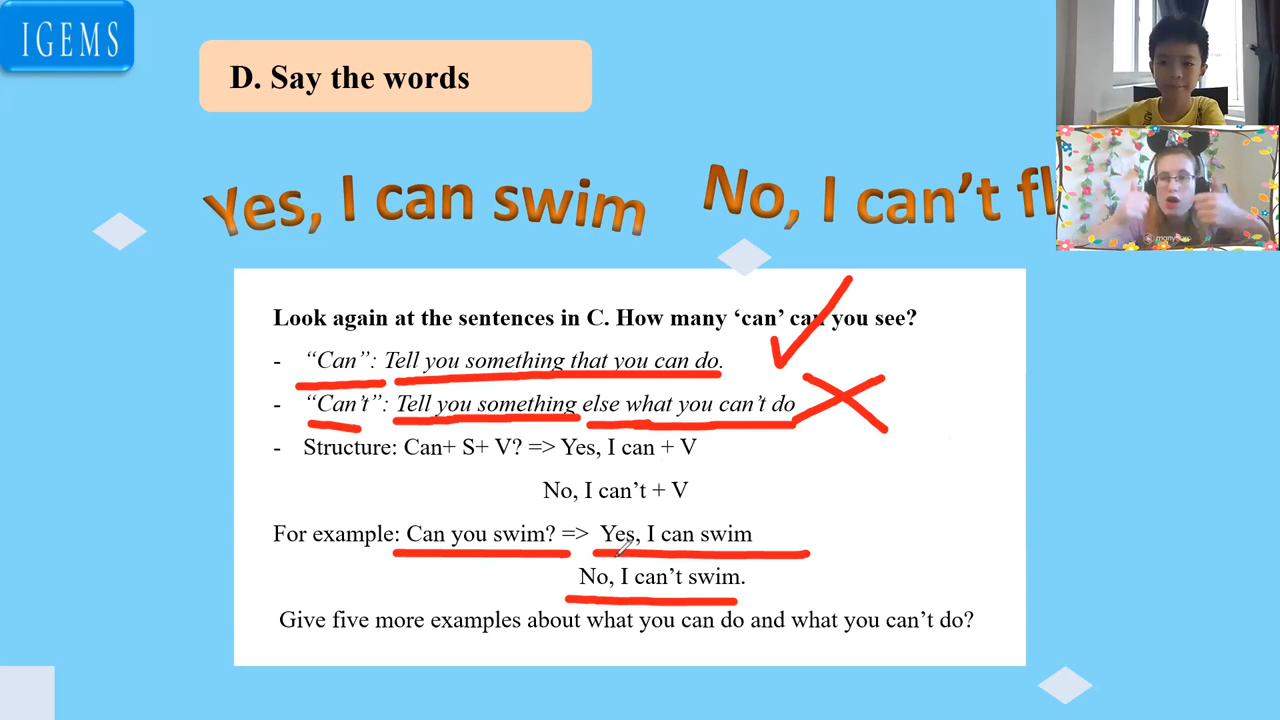 IGEMS
D. Say the words
Yes, I can swim
No, I can't fl
Look again at the sentences in C. How many ‘can’ can you see?
- “Can”: Tell you something that you can do.
- “Can’t”: Tell you something else what you can’t do
- Structure: Can+ S+ V? => Yes, I can + V
No, I can’t + V
For example: Can you swim? => Yes, I can swim
No, I can’t swim.
Give five more examples about what you can do and what you can’t do?